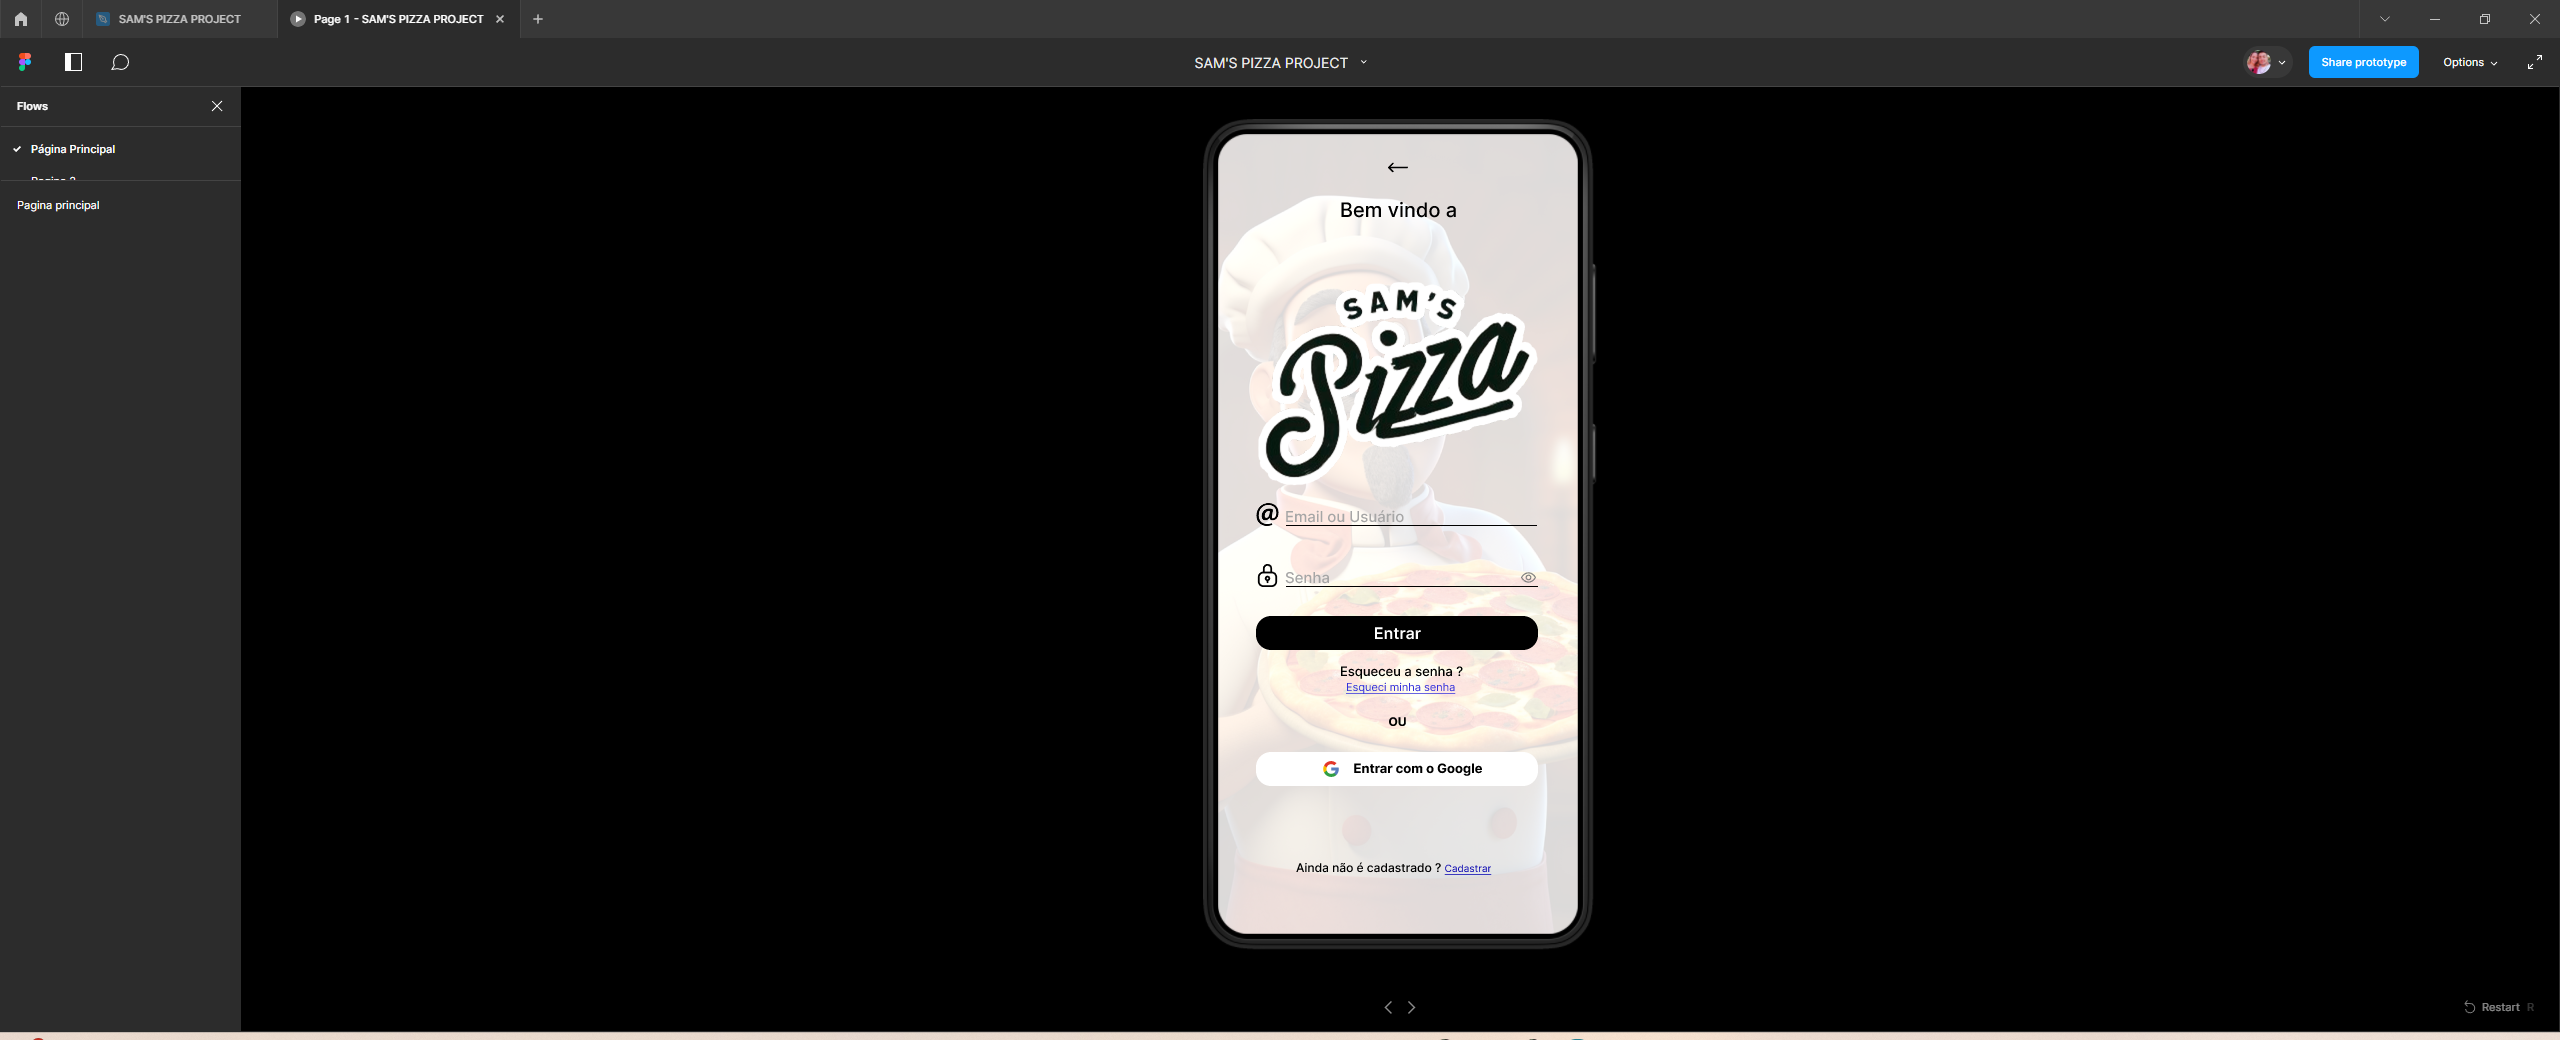 SAM'S PIZZA PROJECT
Page 1 - SAM'S PIZZA PROJECT
SAM'S PIZZA PROJECT
Share prototype
Options
Flows
Página Principal
Pagina principal
Bem vindo a
SAM'S
Pizza
@ Email ou Usuário
Senha
Entrar
Esqueceu a senha ?
Esqueci minha senha
OU
G Entrar com o Google
Ainda não é cadastrado ? Cadastrar
Restart R